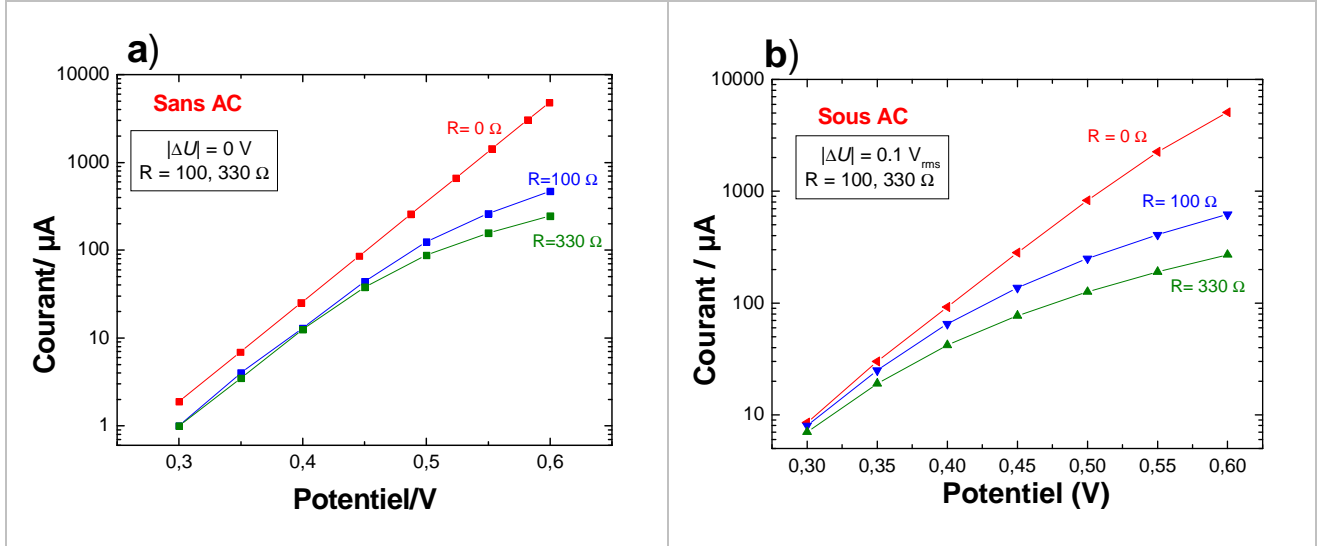 a)
Sans AC
|ΔU| = 0 V
R = 100, 330 Ω
R= 0 Ω
R=100 Ω
R=330 Ω
10000
1000
100
10
1
Courant/ µA
0,3 0,4 0,5 0,6
Potentiel/V
b)
Sous AC
|ΔU| = 0.1 Vrms
R = 100, 330 Ω
R= 0 Ω
R= 100 Ω
R= 330 Ω
10000
1000
100
10
Courant / µA
0,30 0,35 0,40 0,45 0,50 0,55 0,60
Potentiel (V)